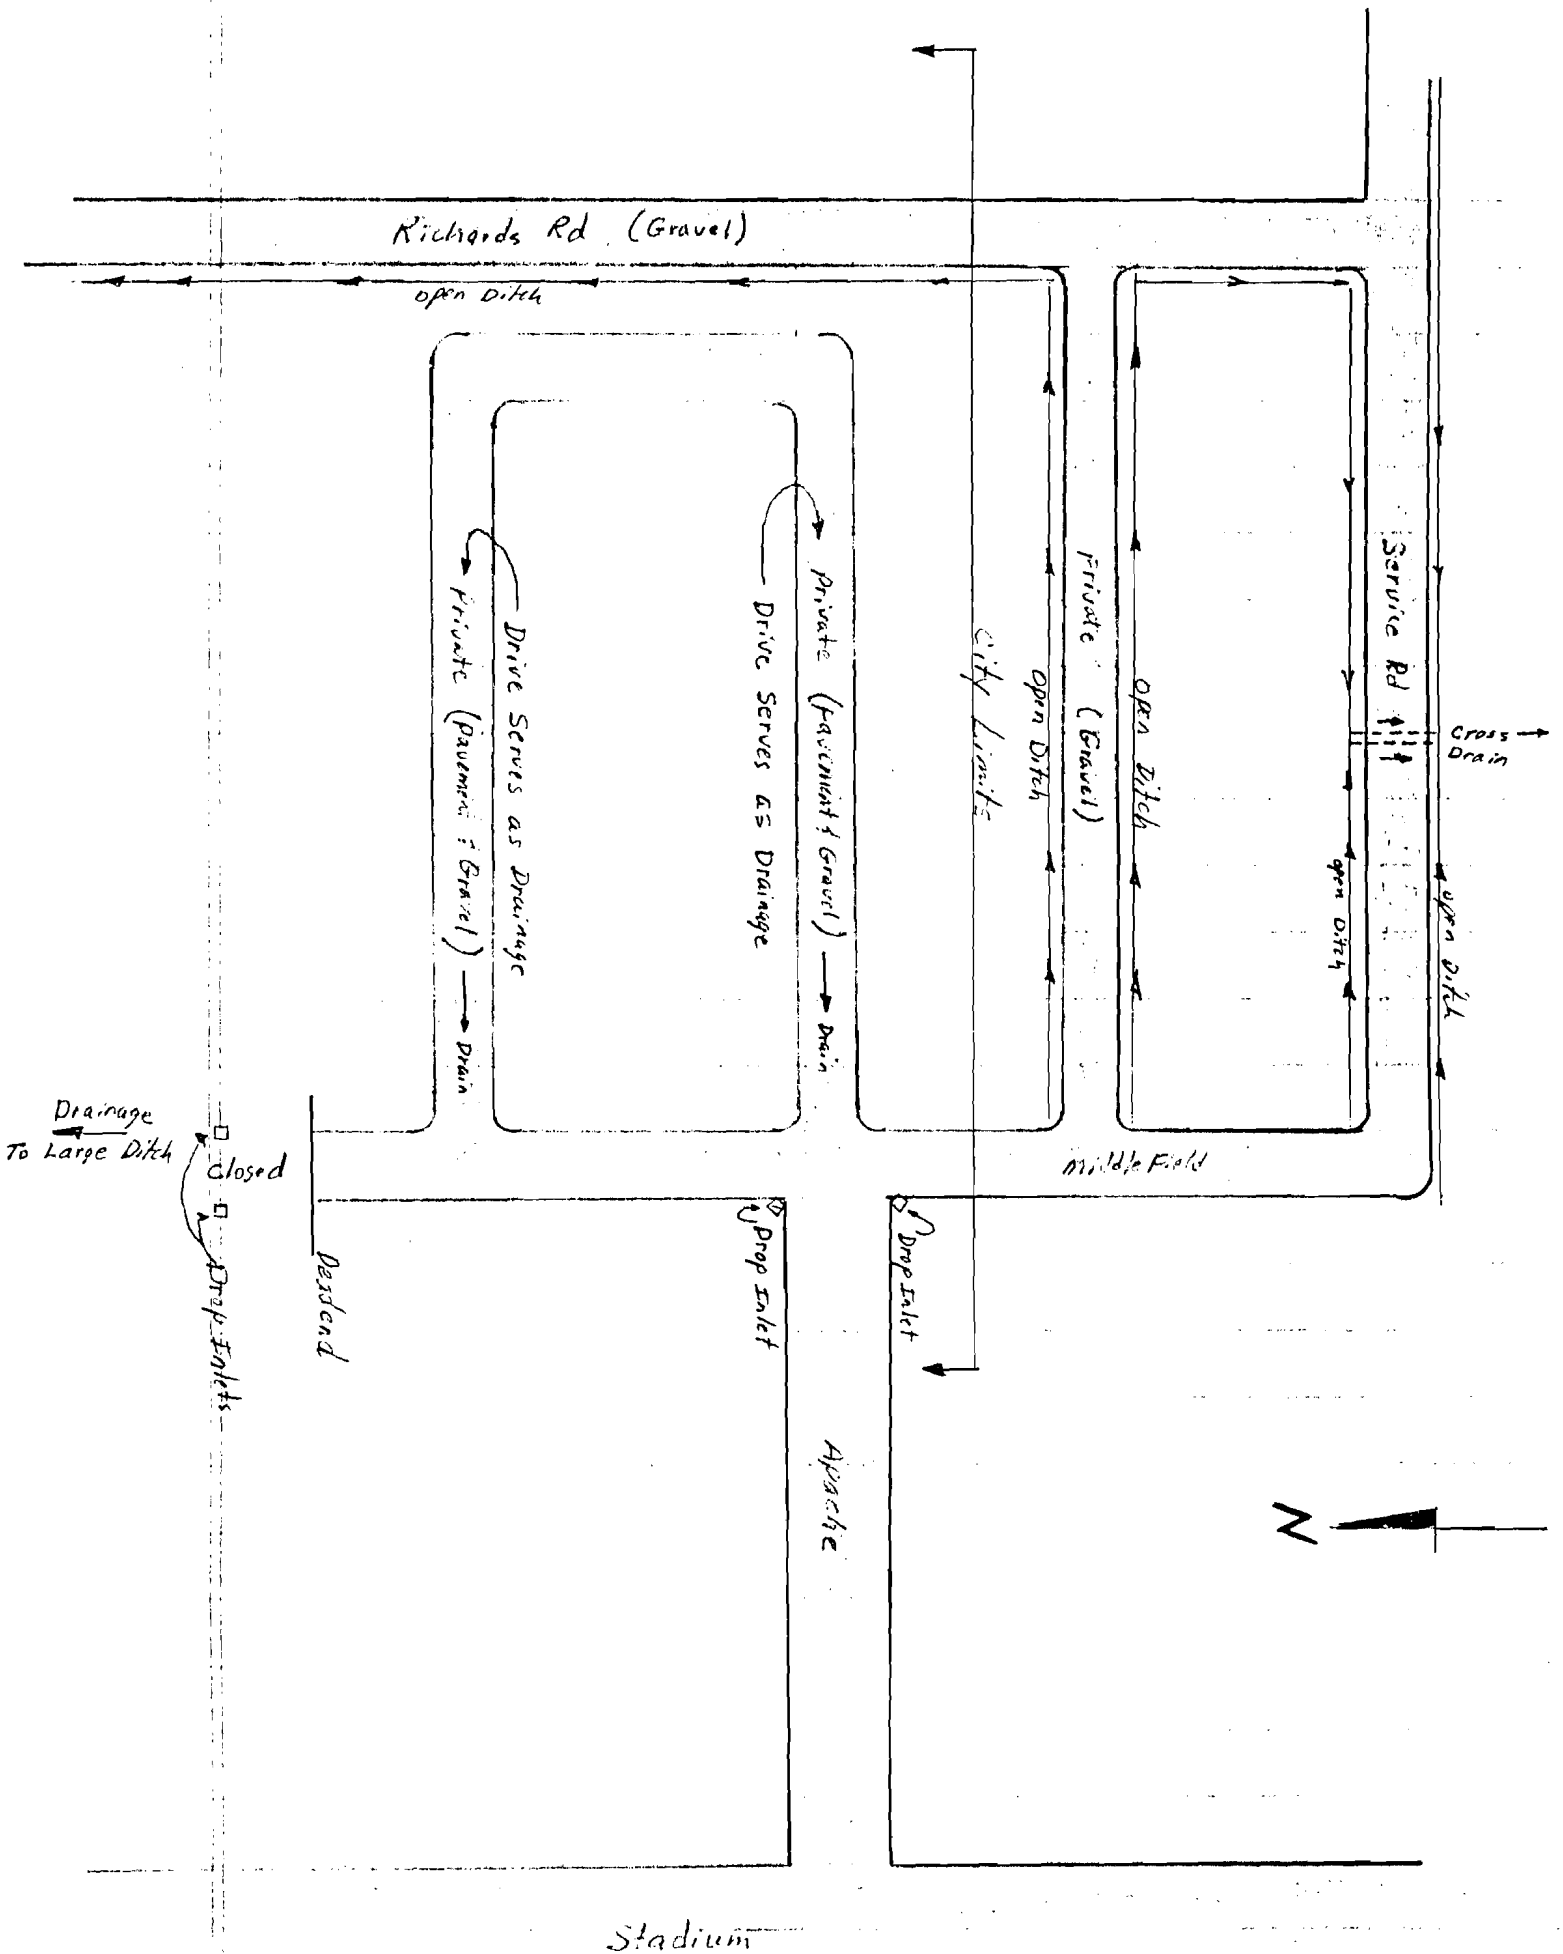 Richards Rd (Gravel)
open Ditch
Service Rd
Cross
Drain
Private (Gravel)
open Ditch
open Ditch
City Limits
open Ditch
open Ditch
Private (Pavement & Gravel) Drain
Drive Serves as Drainage
Drive Serves as Drainage
Private (Pavement & Gravel) Drain
Drainage
To Large Ditch
Closed
Middle Field
Drop Inlet
Drop Inlet
Deadend
Drop Inlets
Apache
N
Stadium